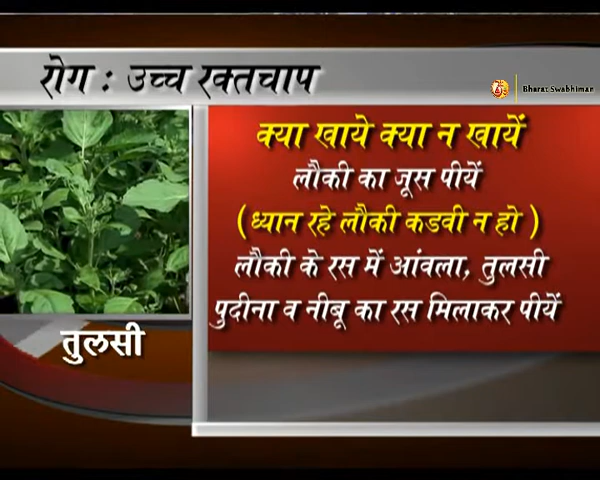 रोग : उच्च रक्तचाप
Bharat Swabhiman
क्या खाये क्या न खायें
लौकी का जूस पीयें
(ध्यान रहे लौकी कडवी न हो )
लौकी के रस में आंवला, तुलसी
पुदीना व नीबू का रस मिलाकर पीयें
तुलसी